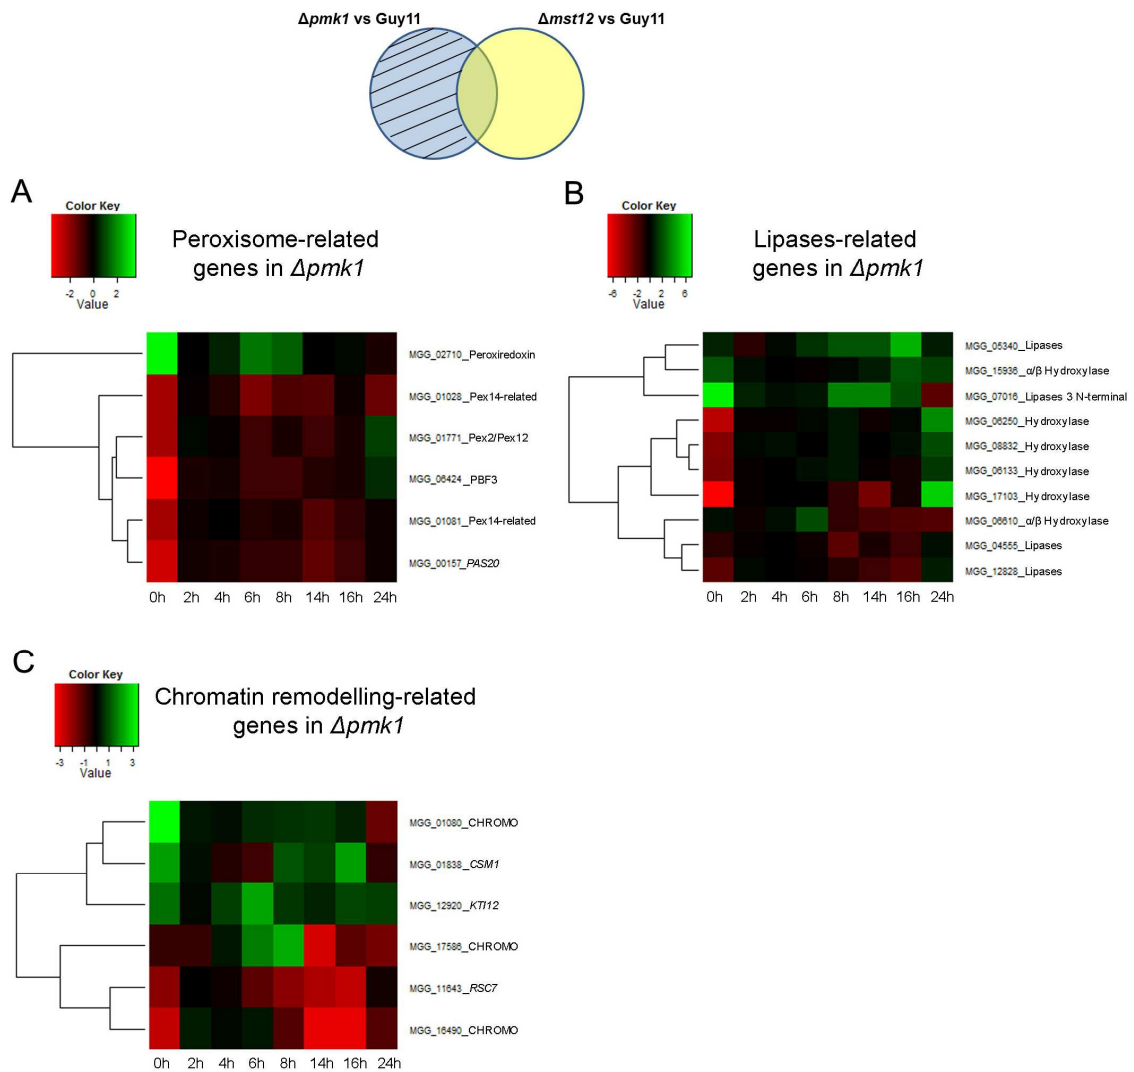 Δpmk1 vs Guy11
Δmst12 vs Guy11
A
Color Key
-2 0 2
Value
Peroxisome-related
genes in Δpmk1
MGG_02710_Peroxiredoxin
MGG_01028_Pex14-related
MGG_01771_Pex2/Pex12
MGG_06424_PBF3
MGG_01081_Pex14-related
MGG_00157_PAS20
0h 2h 4h 6h 8h 14h 16h 24h
B
Color Key
-6 -2 2 6
Value
Lipases-related
genes in Δpmk1
MGG_05340_Lipases
MGG_15936_α/β Hydroxylase
MGG_07016_Lipases 3 N-terminal
MGG_06250_Hydroxylase
MGG_08832_Hydroxylase
MGG_06133_Hydroxylase
MGG_17103_Hydroxylase
MGG_06610_α/β Hydroxylase
MGG_04555_Lipases
MGG_12828_Lipases
0h 2h 4h 6h 8h 14h 16h 24h
C
Color Key
-3 -1 1 3
Value
Chromatin remodelling-related
genes in Δpmk1
MGG_01080_CHROMO
MGG_01838_CSM1
MGG_12920_KTI12
MGG_17586_CHROMO
MGG_11643_RSC7
MGG_16490_CHROMO
0h 2h 4h 6h 8h 14h 16h 24h